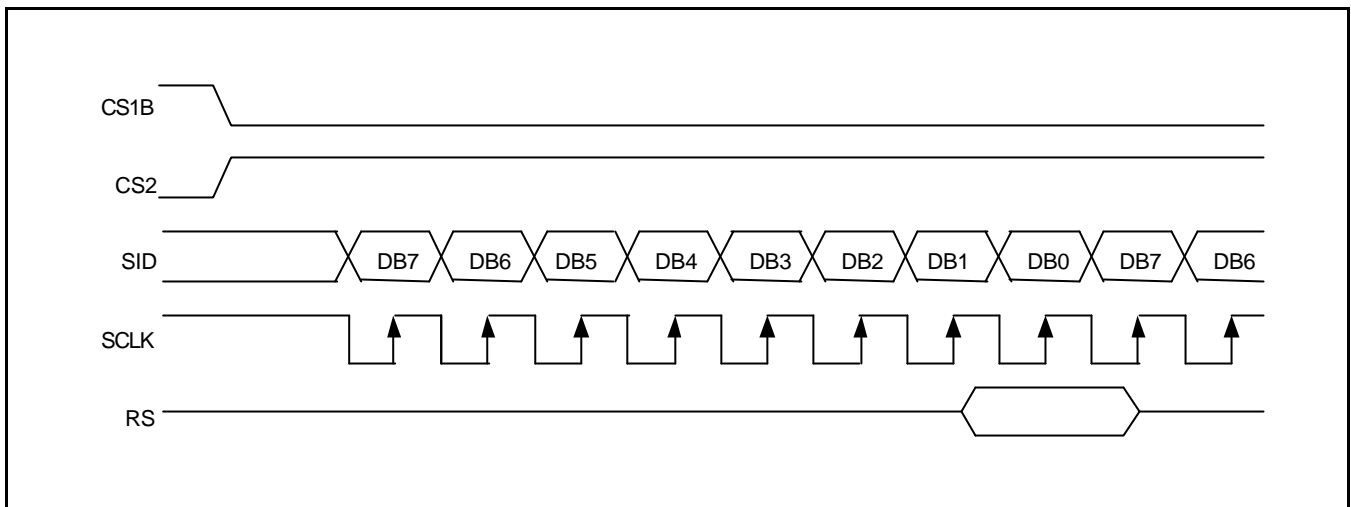 CS1B
CS2
SID DB7 DB6 DB5 DB4 DB3 DB2 DB1 DB0 DB7 DB6
SCLK
RS